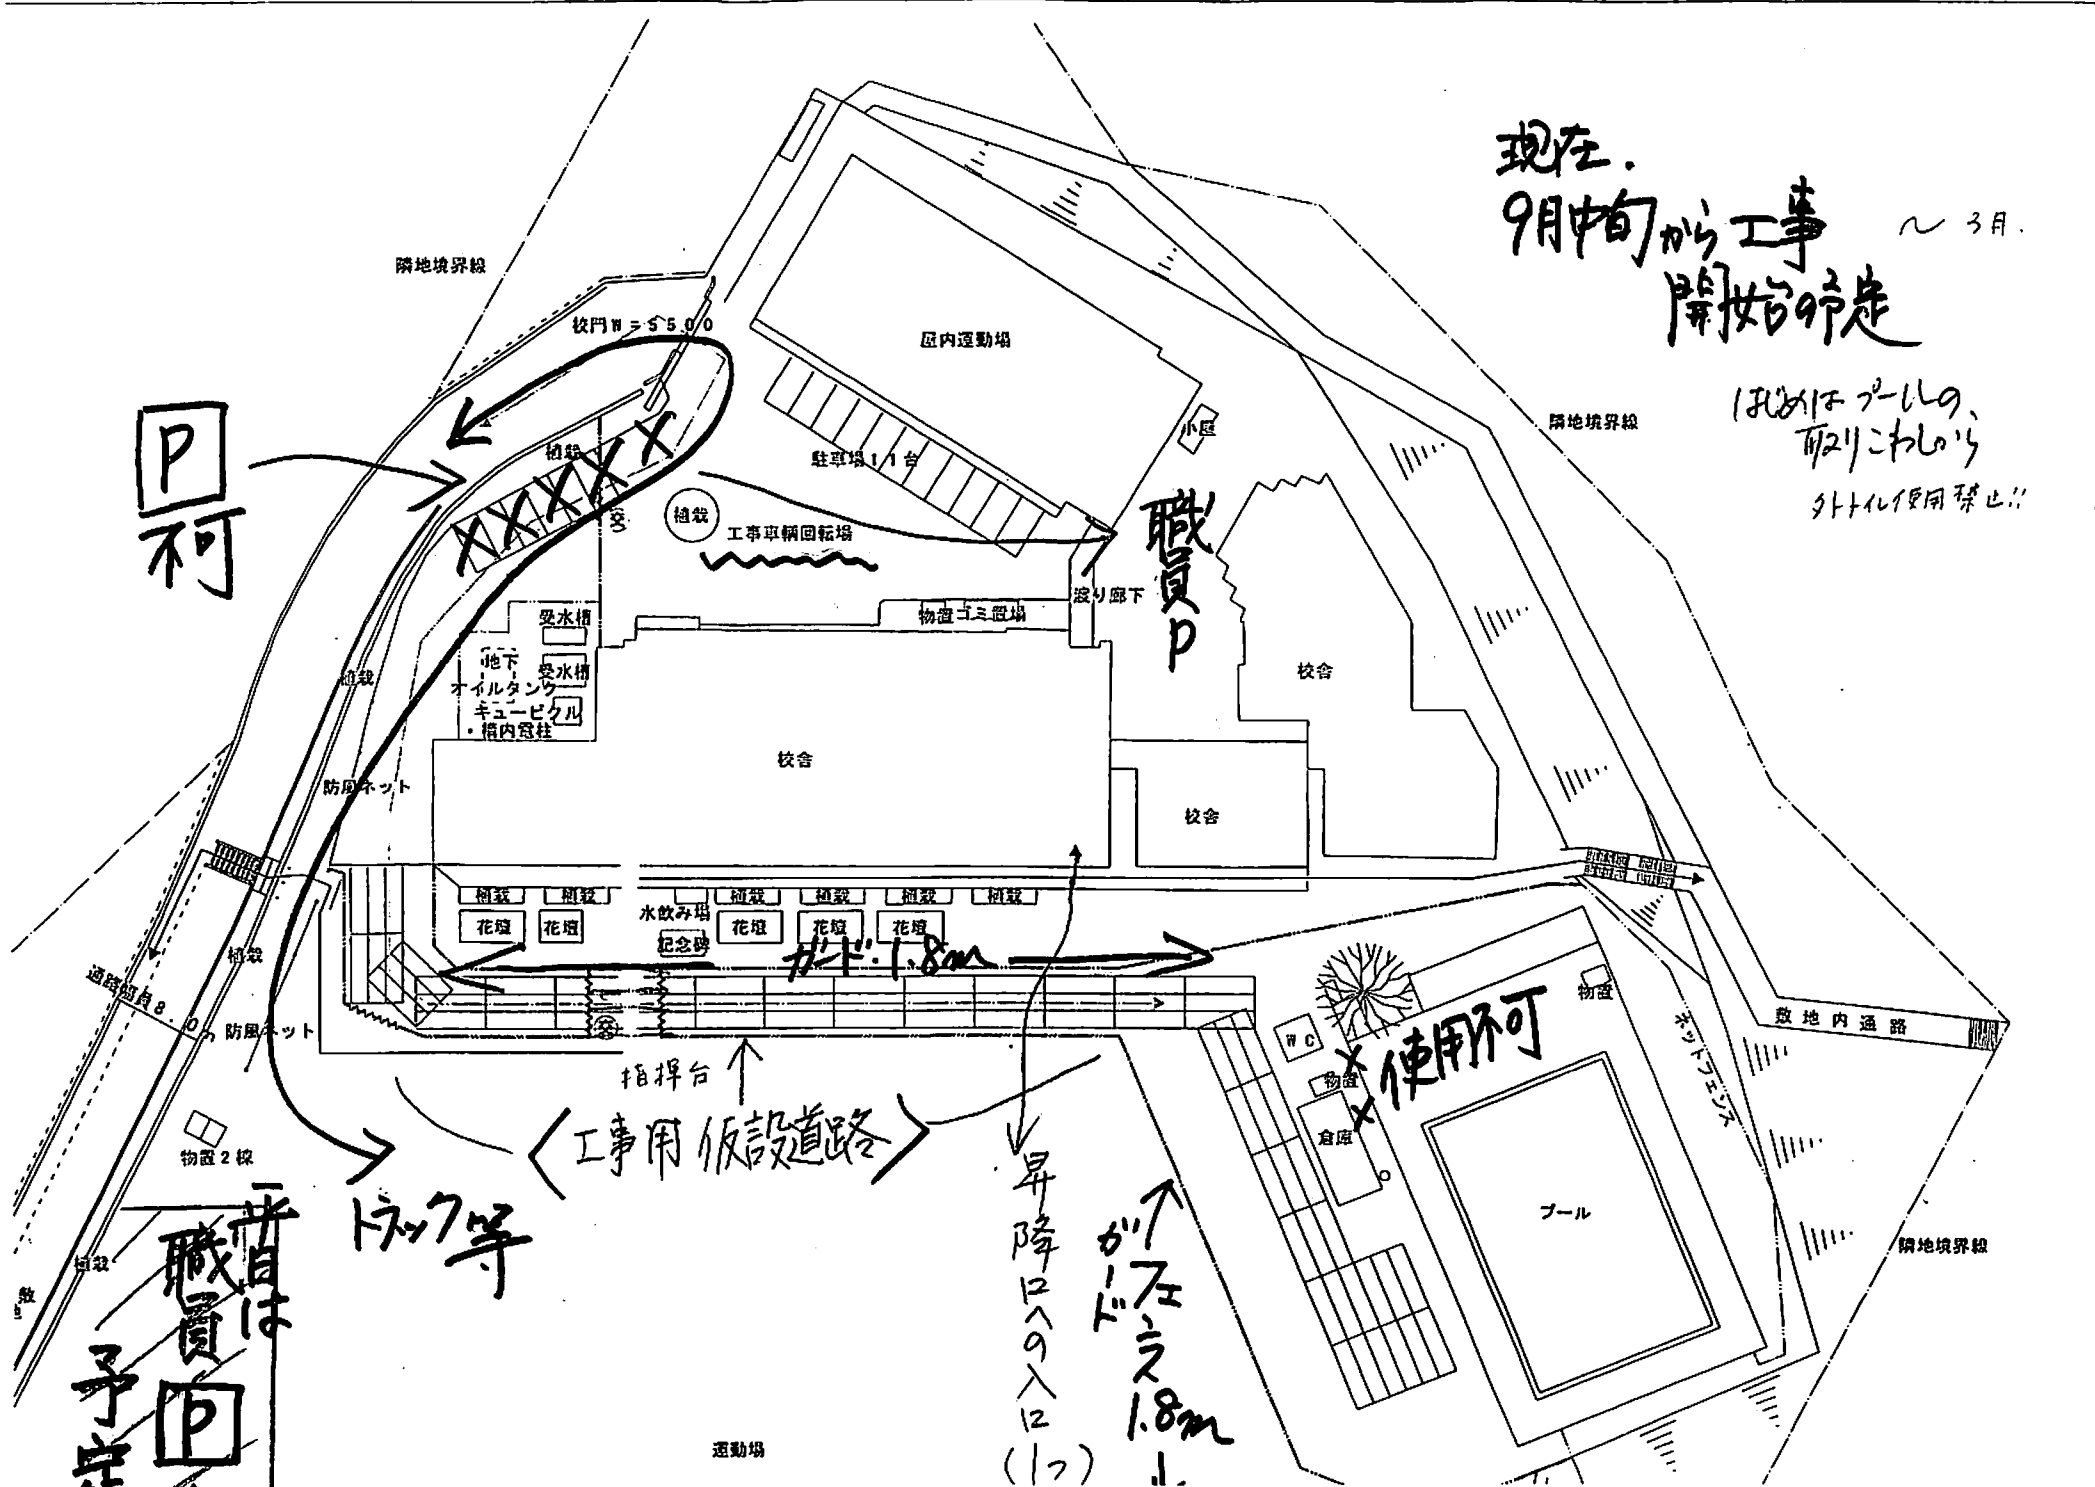 現在.
9月中旬から工事 ～3月.
開始の予定
はじめはプールの、
取りこわしから
外トイレ使用禁止!!
隣地境界線
校門W=5500
屋内運動場
小庭
隣地境界線
P
不可
植栽
駐車場11台
植栽
工事車輌回転場
職員P
渡り廊下
物置ゴミ置場
受水槽
地下
オイルタンク
受水槽
キュービクル
・構内電柱
植栽
校舎
校舎
校舎
防風ネット
植栽
植栽
植栽
植栽
植栽
植栽
水飲み場
花壇
花壇
花壇
花壇
花壇
記念碑
ガード・1.8m
植栽
通路幅員8.0m
防風ネット
WC
物置
物置
使用不可
倉庫
プール
ネットフェンス
敷地内通路
指揮台
〈工事用仮設道路〉
物置2棟
トラック等
昇降口への入口(1つ)
ガード
フェンス1.8m
隣地境界線
植栽
平日は
職員P
予定
敷地
運動場